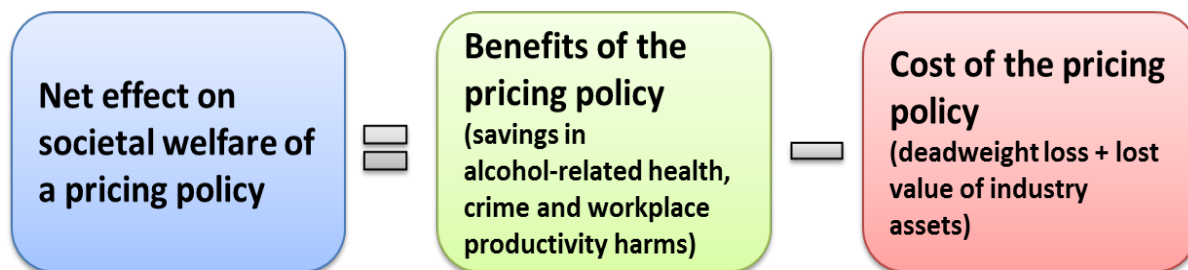 Net effect on
societal welfare of
a pricing policy
=
Benefits of the
pricing policy
(savings in
alcohol-related health,
crime and workplace
productivity harms)
-
Cost of the pricing
policy
(deadweight loss + lost
value of industry
assets)